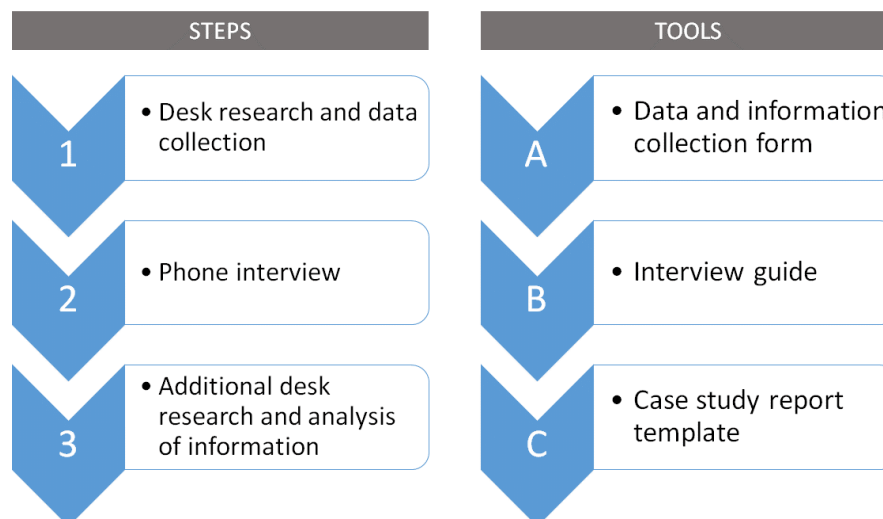 STEPS
1
• Desk research and data
collection
2
• Phone interview
3
• Additional desk
research and analysis
of information
TOOLS
A
• Data and information
collection form
B
• Interview guide
C
• Case study report
template